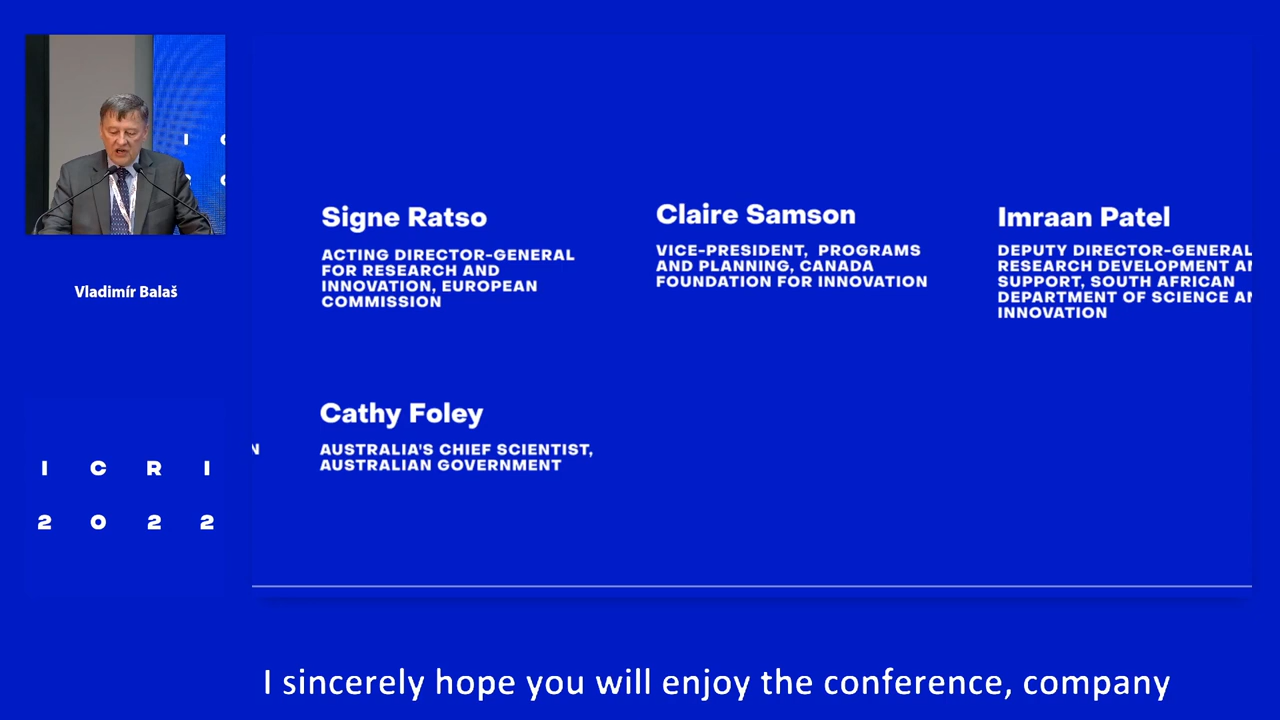 Vladimír Balaš
I C R I
2 0 2 2
Signe Ratso
ACTING DIRECTOR-GENERAL
FOR RESEARCH AND
INNOVATION, EUROPEAN
COMMISSION
Claire Samson
VICE-PRESIDENT, PROGRAMS
AND PLANNING, CANADA
FOUNDATION FOR INNOVATION
Imraan Patel
DEPUTY DIRECTOR-GENERAL
RESEARCH DEVELOPMENT
SUPPORT, SOUTH AFRICAN
DEPARTMENT OF SCIENCE
INNOVATION
Cathy Foley
AUSTRALIA'S CHIEF SCIENTIST,
AUSTRALIAN GOVERNMENT
I sincerely hope you will enjoy the conference, company